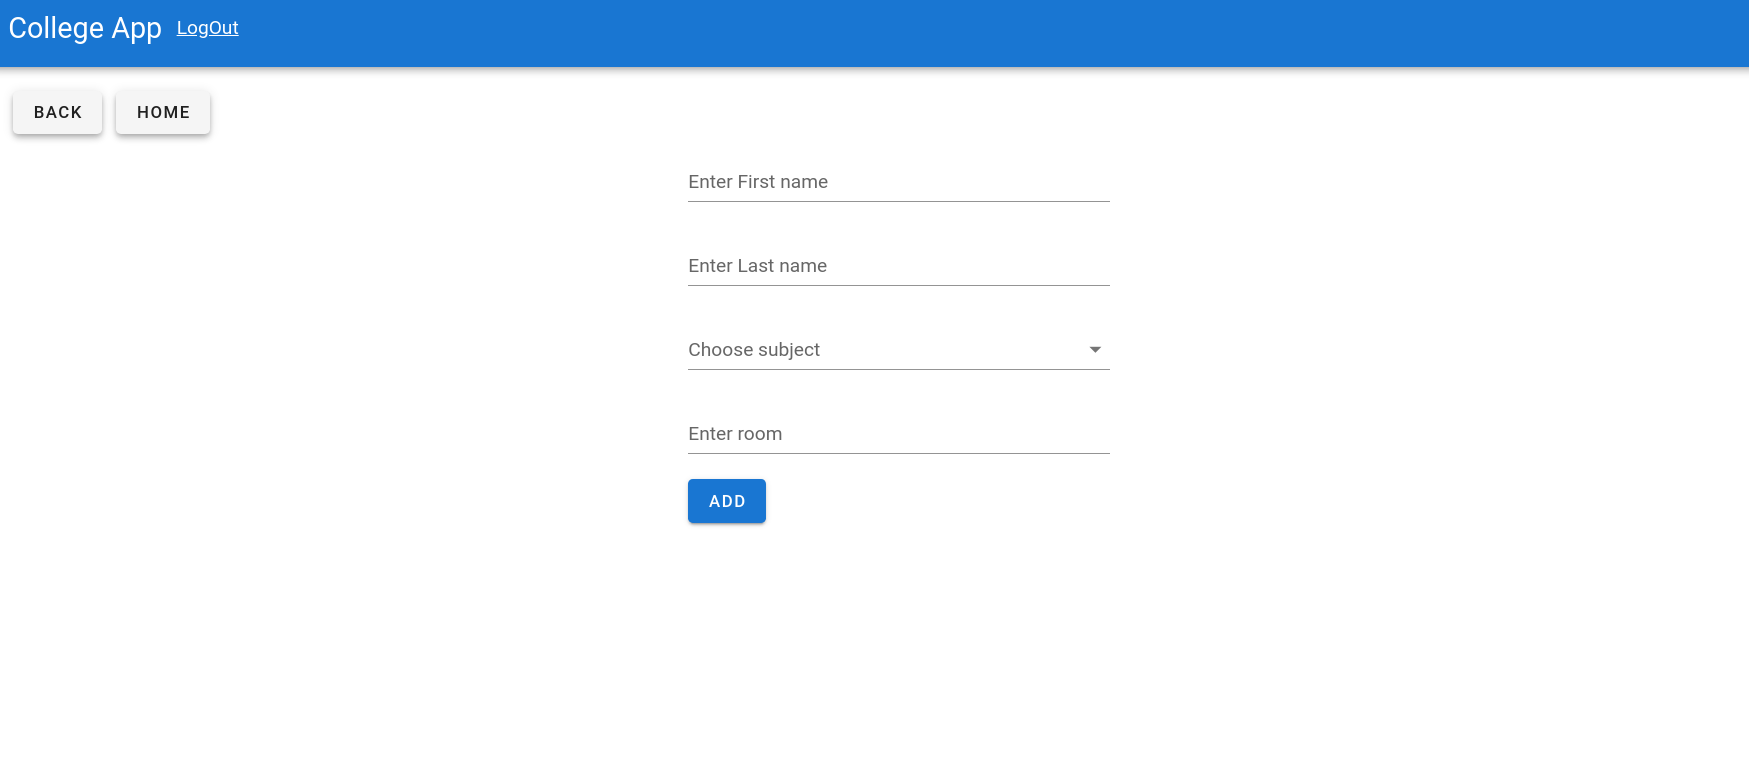 College App LogOut
BACK HOME
Enter First name
Enter Last name
Choose subject
Enter room
ADD